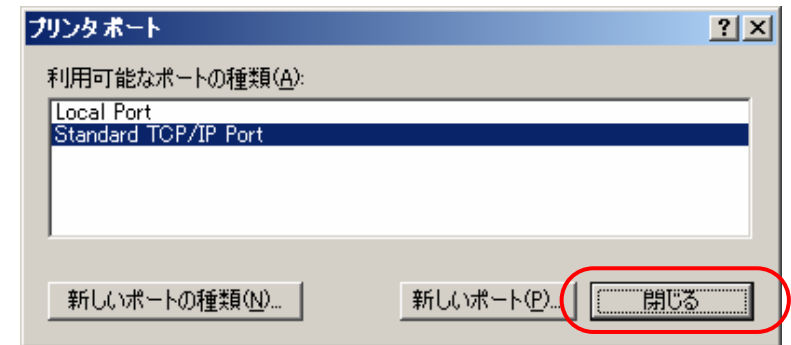 プリンタ ポート
利用可能なポートの種類(A):
Local Port
Standard TCP/IP Port
新しいポートの種類(N)... 新しいポート(P)... 閉じる